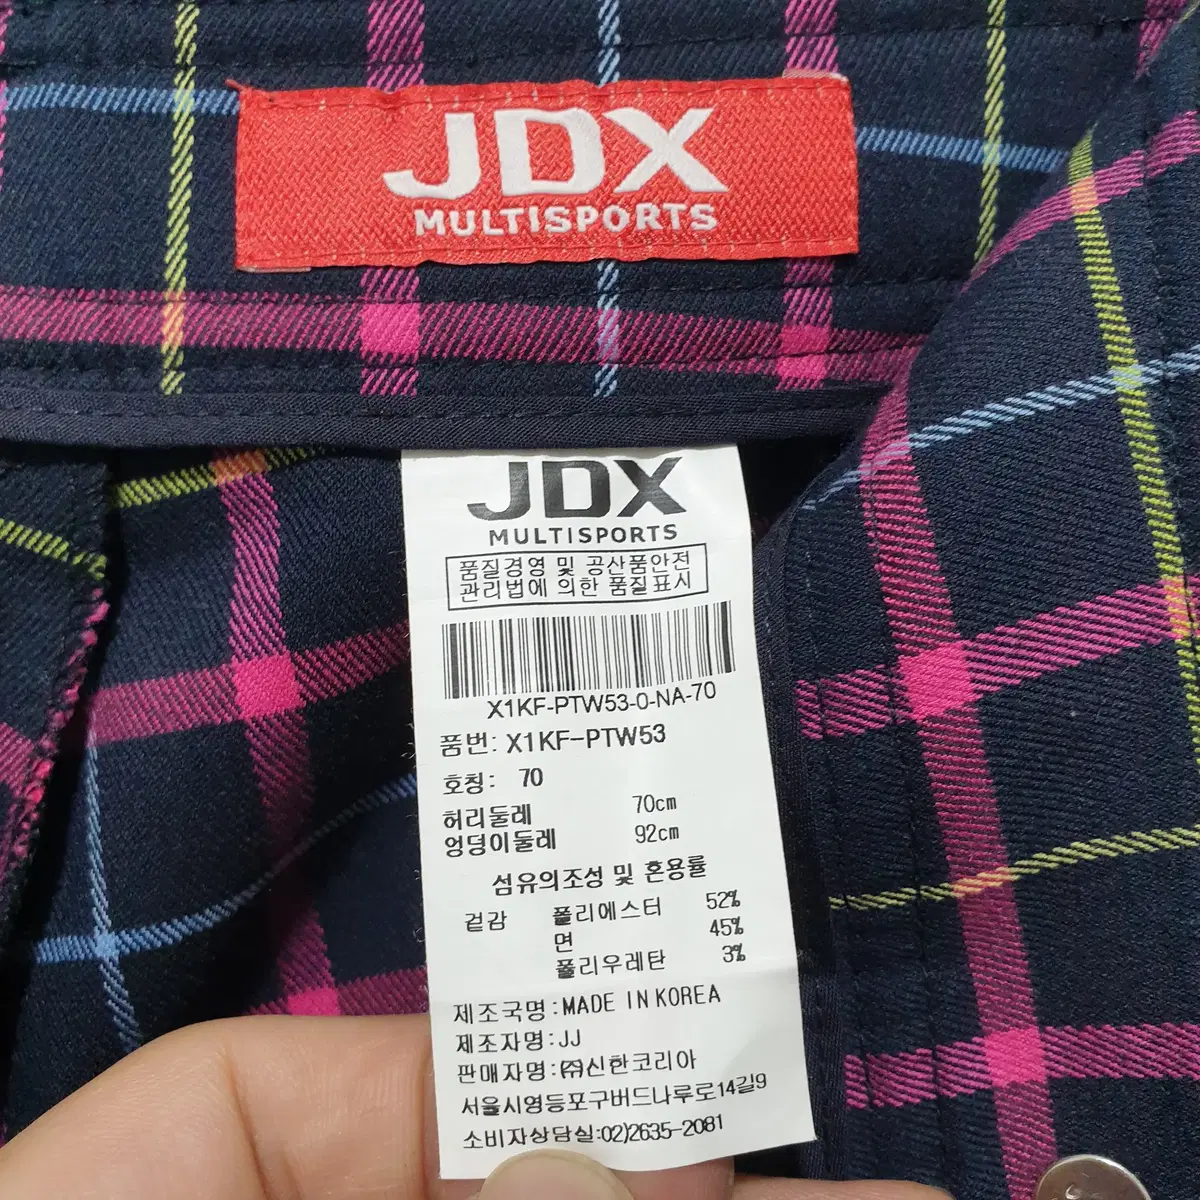 JDX
MULTISPORTS
JDX
MULTISPORTS
품질경영 및 공산품안전
관리법에 의한 품질표시
X1KF-PTW53-0-NA-70
품번: X1KF-PTW53
호칭: 70
허리둘레 70cm
엉덩이둘레 92cm
섬유의조성 및 혼용률
겉감 폴리에스터 52%
면 45%
폴리우레탄 3%
제조국명:MADE IN KOREA
제조자명:JJ
판매자명:㈜신한코리아
서울시영등포구버드나루로14길9
소비자상담실:02)2635-2081